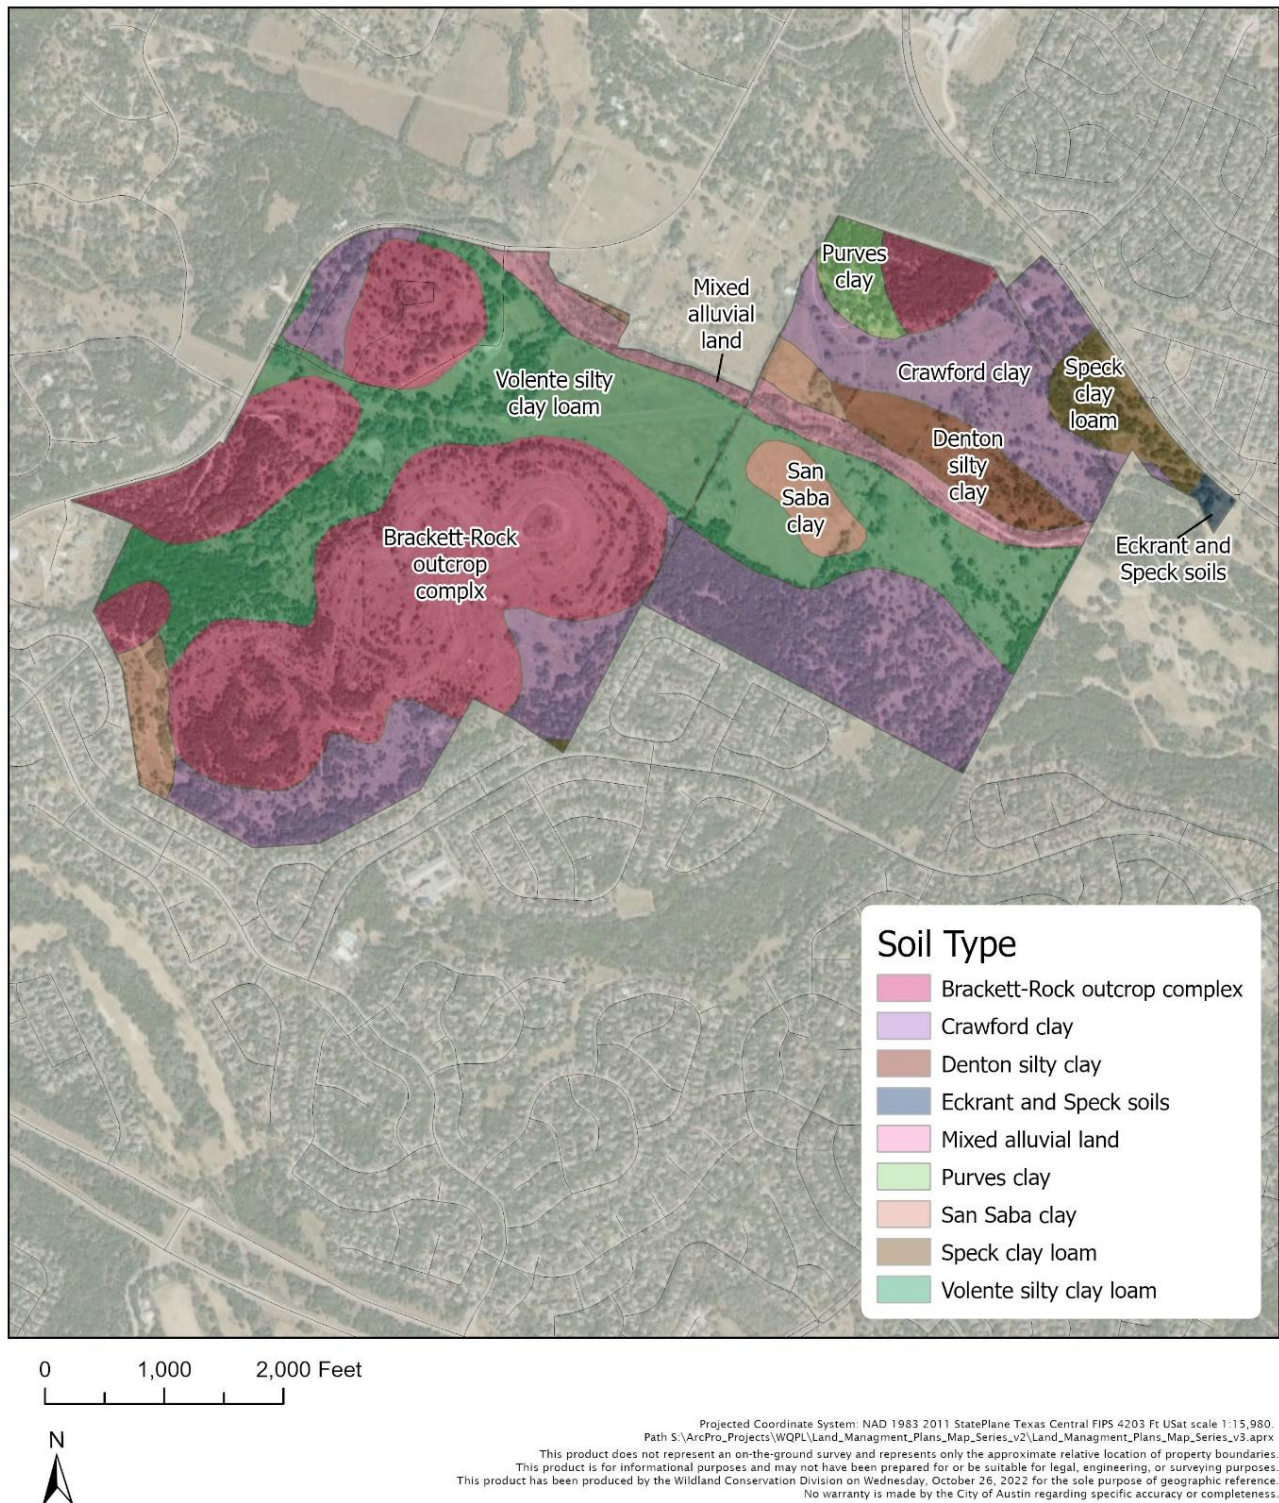 Purves
clay
Mixed
alluvial
land
Crawford clay
Speck
clay
loam
Volente silty
clay loam
Denton
silty
clay
San
Saba
clay
Brackett-Rock
outcrop
complx
Eckrant and
Speck soils
Soil Type
Brackett-Rock outcrop complex
Crawford clay
Denton silty clay
Eckrant and Speck soils
Mixed alluvial land
Purves clay
San Saba clay
Speck clay loam
Volente silty clay loam
0 1,000 2,000 Feet
N
Projected Coordinate System: NAD 1983 2011 StatePlane Texas Central FIPS 4203 Ft USat scale 1:15,980.
Path S:\ArcPro_Projects\WQPL\Land_Managment_Plans_Map_Series_v2\Land_Managment_Plans_Map_Series_v3.aprx
This product does not represent an on-the-ground survey and represents only the approximate relative location of property boundaries.
This product is for informational purposes and may not have been prepared for or be suitable for legal, engineering, or surveying purposes.
This product has been produced by the Wildland Conservation Division on Wednesday, October 26, 2022 for the sole purpose of geographic reference.
No warranty is made by the City of Austin regarding specific accuracy or completeness.